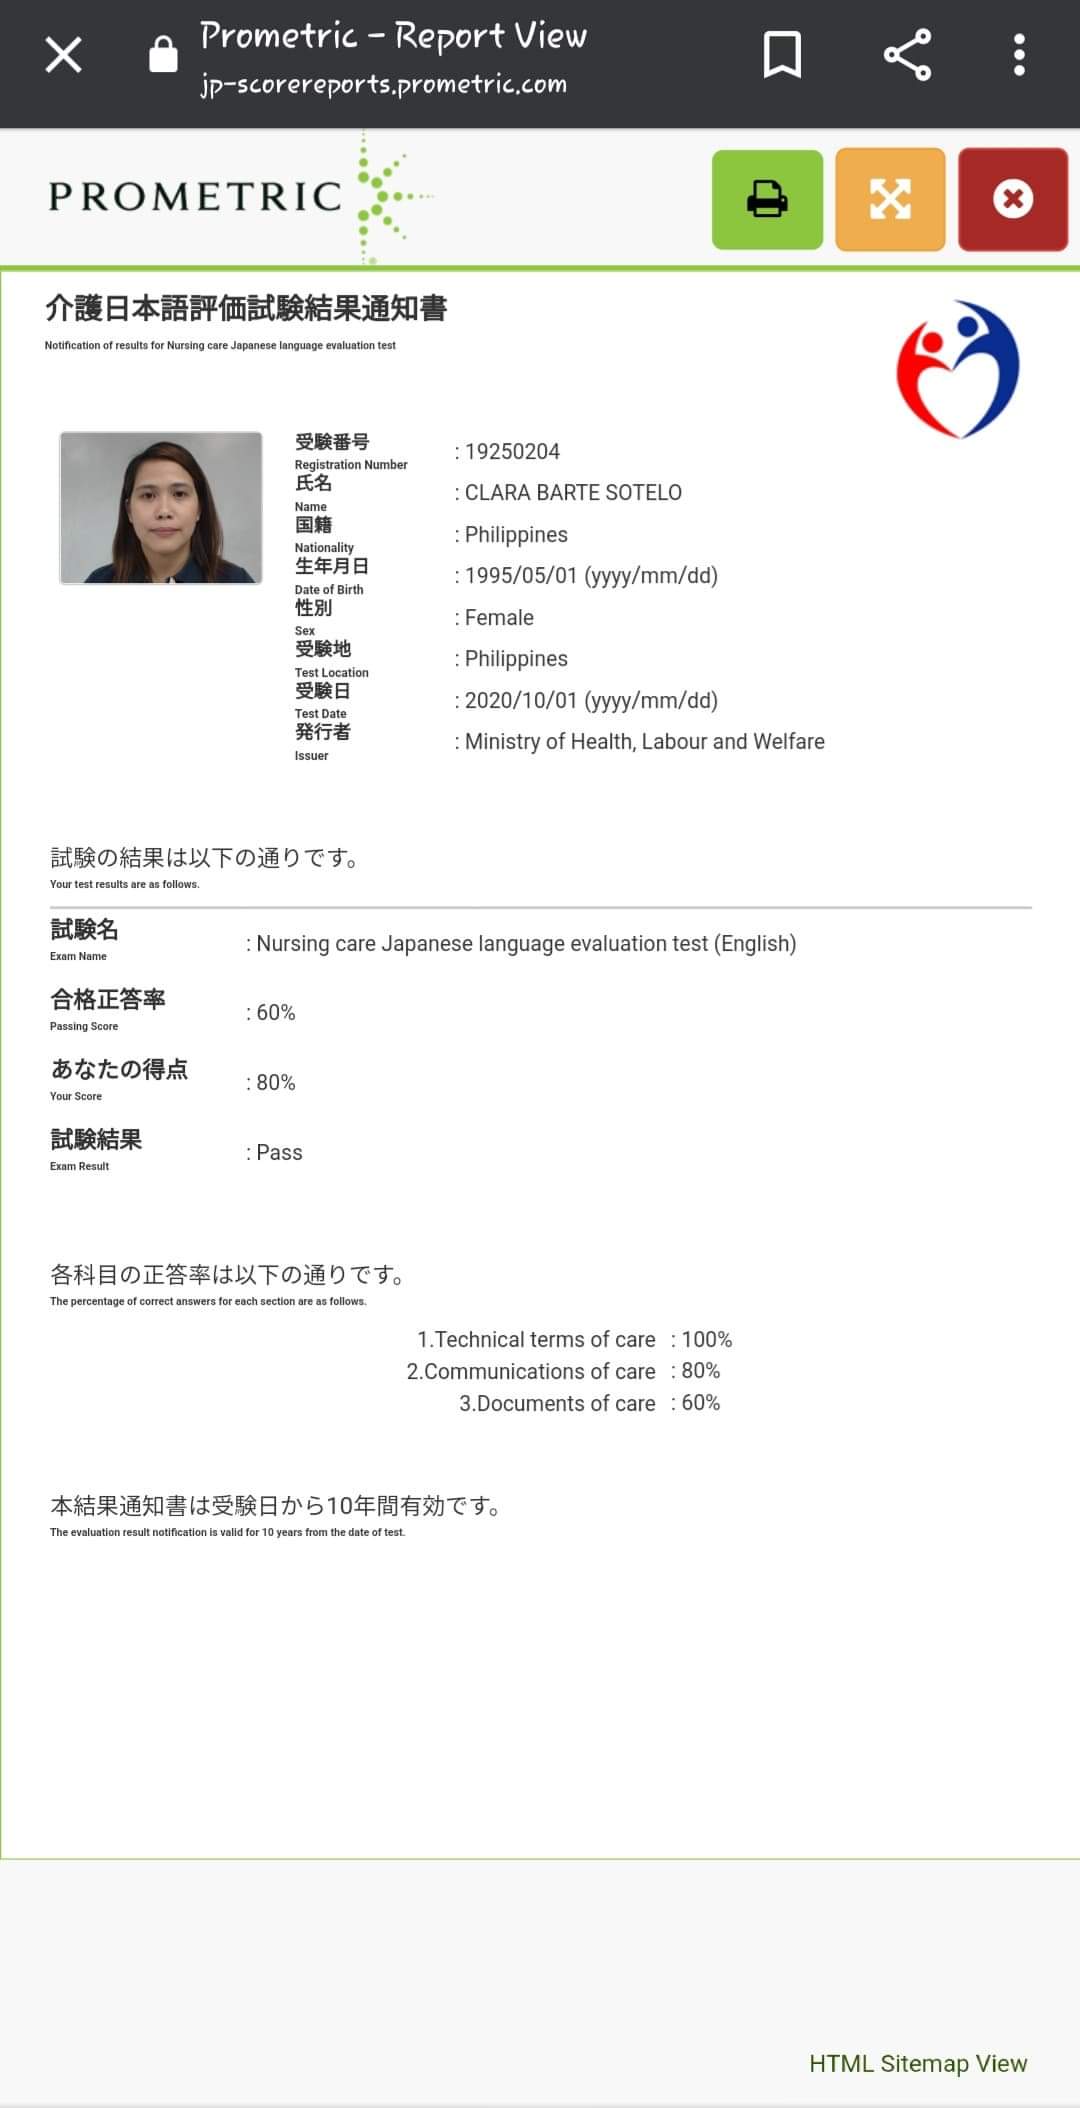 Prometric – Report View
jp-scorereports.prometric.com
PROMETRIC
介護日本語評価試験結果通知書
Notification of results for Nursing care Japanese language evaluation test
受験番号
Registration Number
: 19250204
氏名
Name
: CLARA BARTE SOTELO
国籍
Nationality
: Philippines
生年月日
Date of Birth
: 1995/05/01 (yyyy/mm/dd)
性別
Sex
: Female
受験地
Test Location
: Philippines
受験日
Test Date
: 2020/10/01 (yyyy/mm/dd)
発行者
Issuer
: Ministry of Health, Labour and Welfare
試験の結果は以下の通りです。
Your test results are as follows.
試験名
Exam Name
: Nursing care Japanese language evaluation test (English)
合格正答率
Passing Score
: 60%
あなたの得点
Your Score
: 80%
試験結果
Exam Result
: Pass
各科目の正答率は以下の通りです。
The percentage of correct answers for each section are as follows.
1.Technical terms of care : 100%
2.Communications of care : 80%
3.Documents of care : 60%
本結果通知書は受験日から10年間有効です。
The evaluation result notification is valid for 10 years from the date of test.
HTML Sitemap View